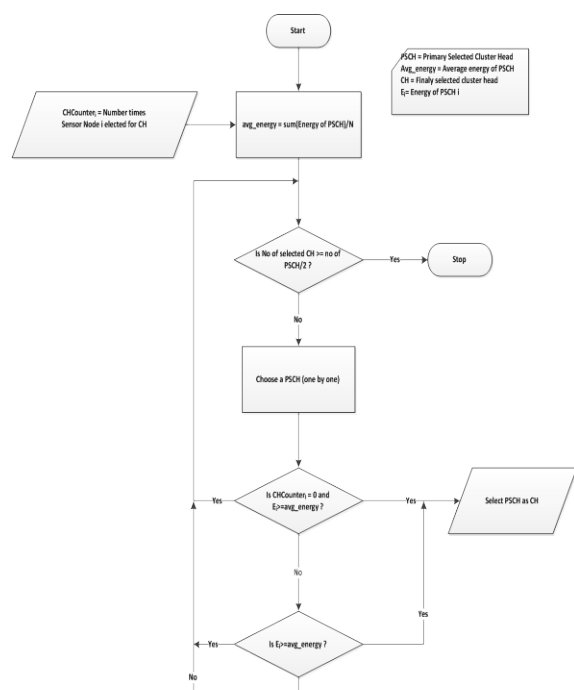 Start
PSCH = Primary Selected Cluster Head
Avg_energy = Average energy of PSCH
CH = Finaly selected cluster head
Eᵢ= Energy of PSCH i
CHCounterᵢ = Number times
Sensor Node i elected for CH
avg_energy = sum(Energy of PSCH)/N
Is No of selected CH >= no of
PSCH/2 ?
Yes
Stop
No
Choose a PSCH (one by one)
Yes
Is CHCounterᵢ = 0 and
Eᵢ>=avg_energy ?
Yes
Select PSCH as CH
No
Yes
Yes
Is Eᵢ>=avg_energy ?
No